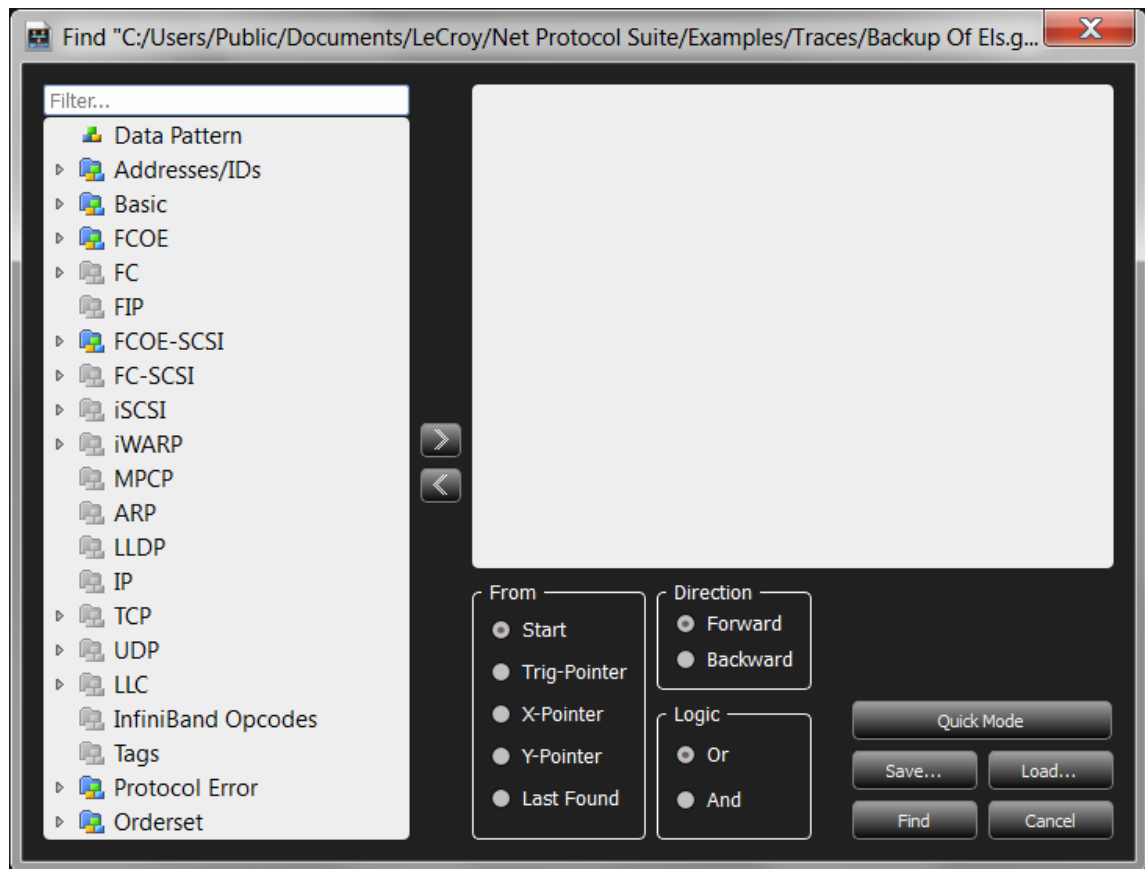 Find "C:/Users/Public/Documents/LeCroy/Net Protocol Suite/Examples/Traces/Backup Of Els.g...
Filter...
Data Pattern
Addresses/IDs
Basic
FCOE
FC
FIP
FCOE-SCSI
FC-SCSI
iSCSI
iWARP
MPCP
ARP
LLDP
IP
TCP
UDP
LLC
InfiniBand Opcodes
Tags
Protocol Error
Orderset
From
Start
Trig-Pointer
X-Pointer
Y-Pointer
Last Found
Direction
Forward
Backward
Logic
Or
And
Quick Mode
Save...
Load...
Find
Cancel